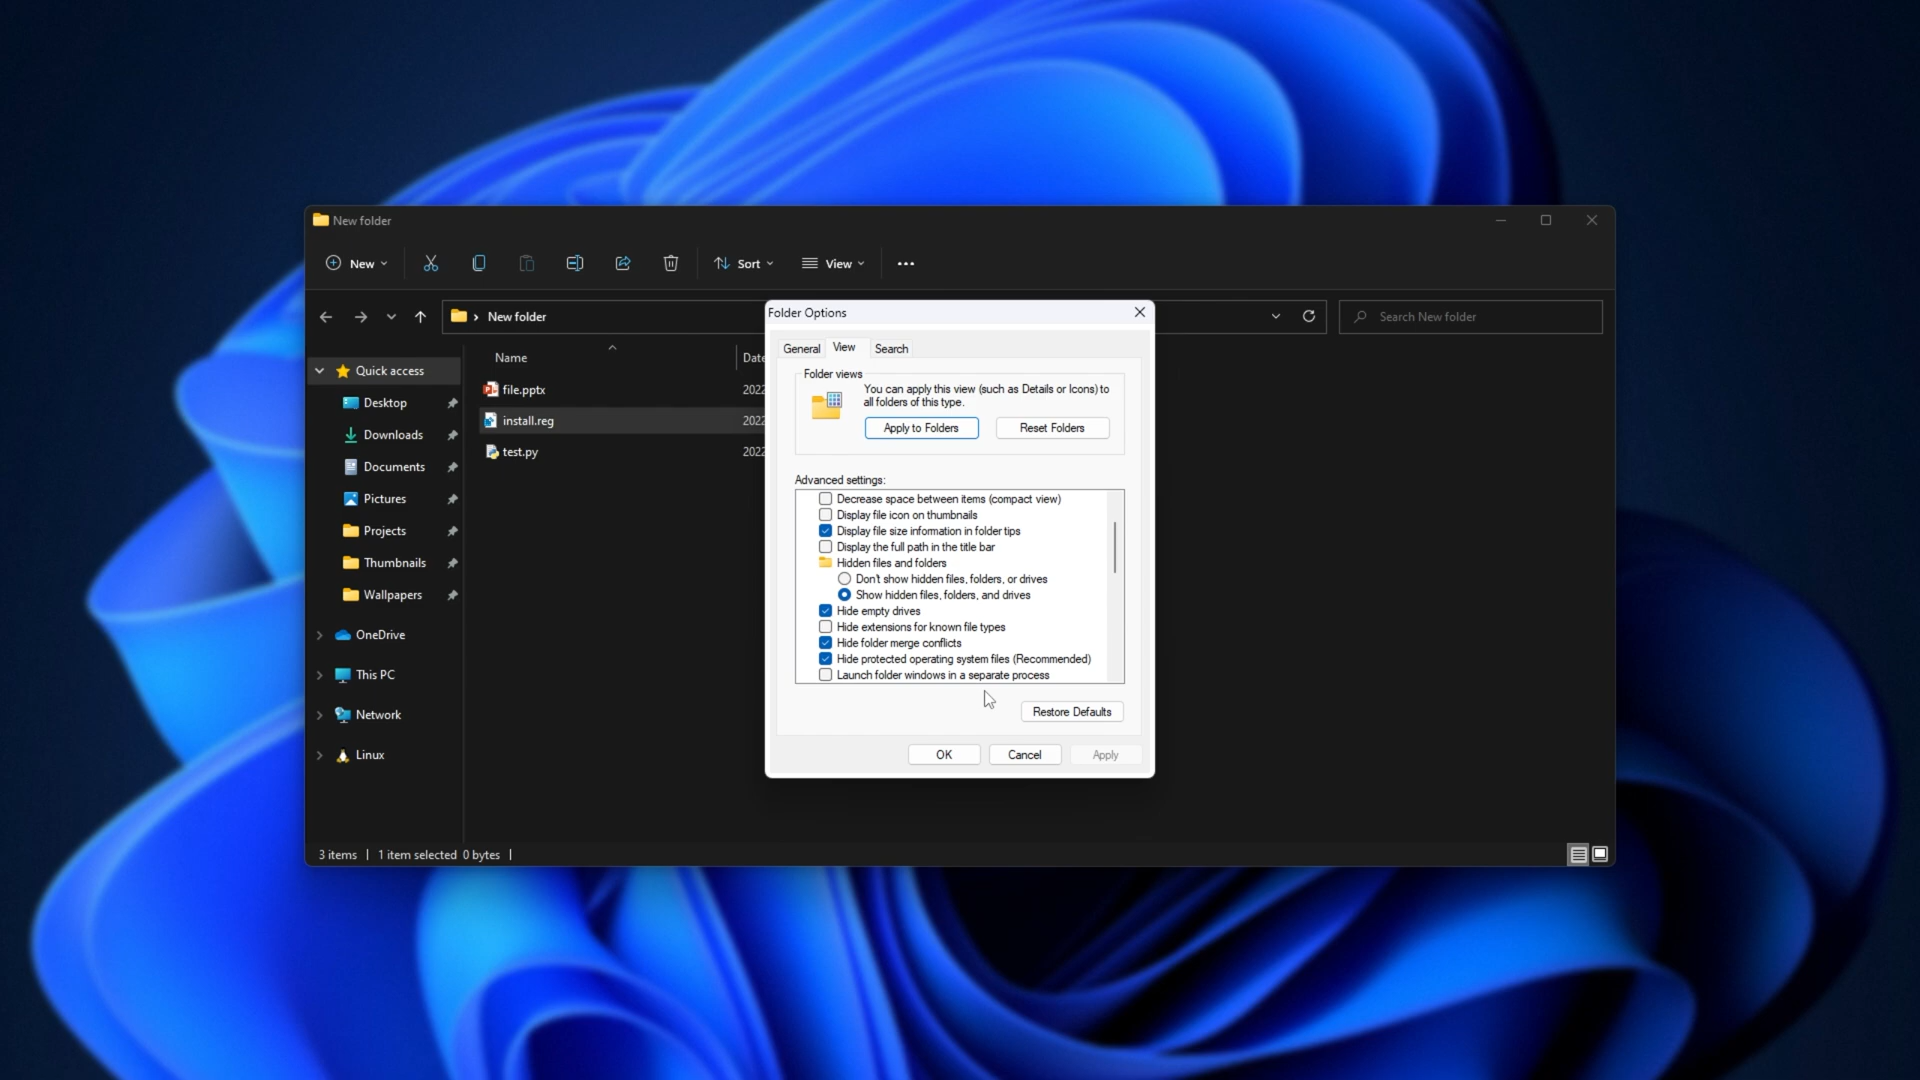 New folder
New
Sort
View
New folder
Search New folder
Quick access
Desktop
Downloads
Documents
Pictures
Projects
Thumbnails
Wallpapers
OneDrive
This PC
Network
Linux
Name
Date
file.pptx
2022
install.reg
2022
test.py
2022
3 items
1 item selected 0 bytes
Folder Options
General
View
Search
Folder views
You can apply this view (such as Details or Icons) to
all folders of this type.
Apply to Folders
Reset Folders
Advanced settings:
Decrease space between items (compact view)
Display file icon on thumbnails
Display file size information in folder tips
Display the full path in the title bar
Hidden files and folders
Don't show hidden files, folders, or drives
Show hidden files, folders, and drives
Hide empty drives
Hide extensions for known file types
Hide folder merge conflicts
Hide protected operating system files (Recommended)
Launch folder windows in a separate process
Restore Defaults
OK
Cancel
Apply